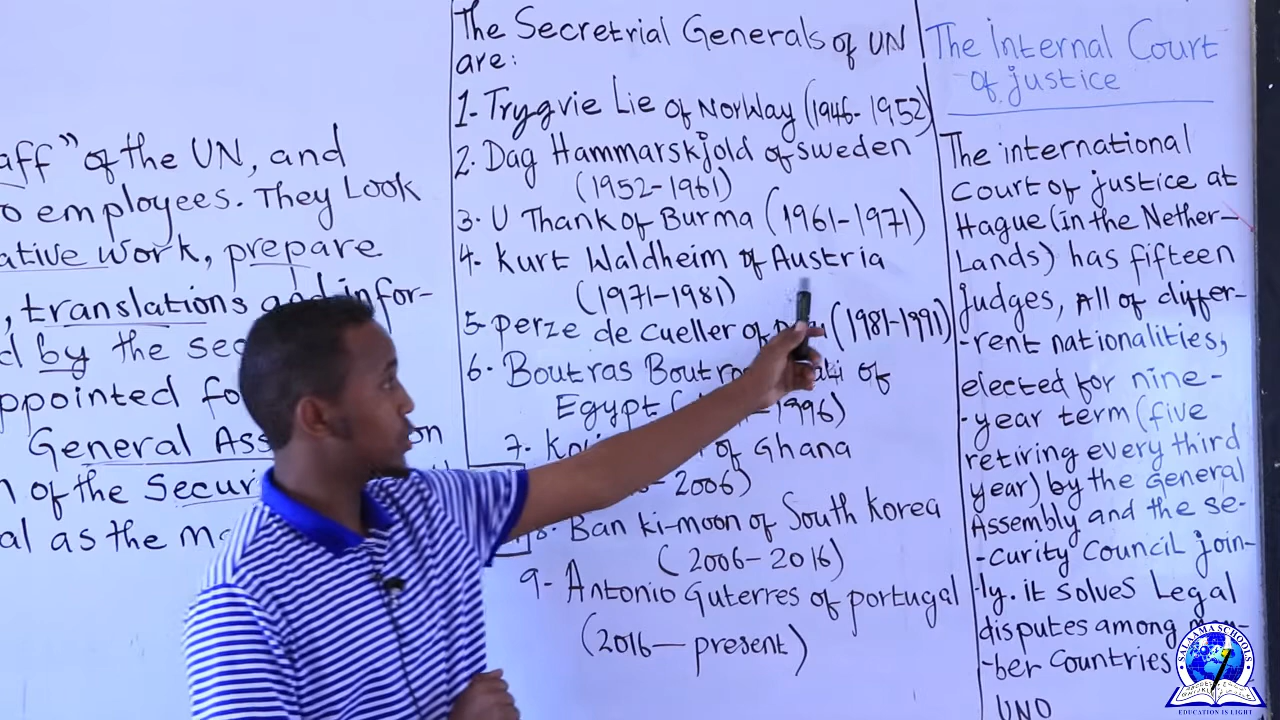 aff" of the UN, and
o employees. They Look
ative work, prepare
, translations and infor-
d by the sec
ppointed fo
General Ass on
n of the Securi
al as the m
The Secretrial Generals of UN
are:
1- Trygvie Lie of Norway (1946-1952)
2. Dag Hammarskjold of sweden
(1952-1961)
3. U Thank of Burma (1961-1971)
4. Kurt Waldheim of Austria
(1971-1981)
5- perze de cueller of (1981-1991)
6. Boutras Boutro ali of
Egypt ( -1996)
7. of Ghana
-2006)
8. Ban ki-moon of South Korea
(2006-2016)
9- Antonio Guterres of portugal
(2016— present)
The Internal Court
of justice
The international
Court of justice at
Hague (in the Nether-
Lands) has fifteen
judges, All of differ-
-rent nationalities,
elected for nine-
-year term (five
retiring every third
year) by the general
Assembly and the se-
-curity Council join-
-ly. it solves Legal
disputes among
-ber countries
UNO
SALAAMA SCHOOLS
EDUCATION IS LIGHT